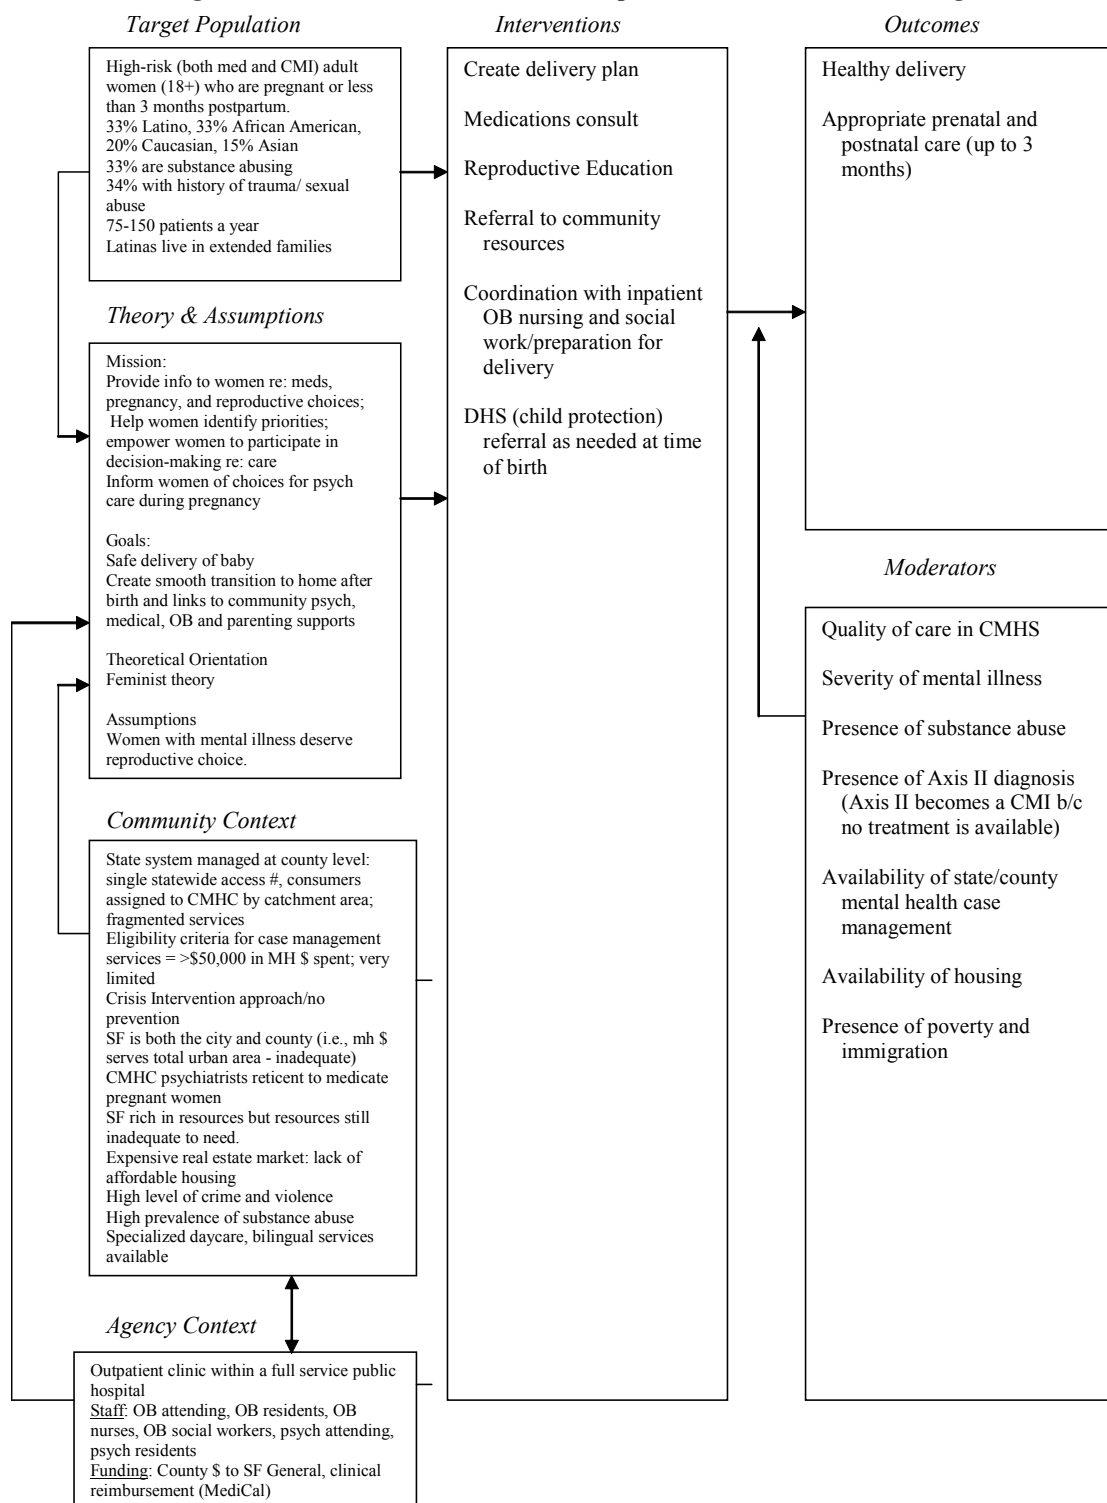 Target Population
High-risk (both med and CMI) adult
women (18+) who are pregnant or less
than 3 months postpartum.
33% Latino, 33% African American,
20% Caucasian, 15% Asian
33% are substance abusing
34% with history of trauma/ sexual
abuse
75-150 patients a year
Latinas live in extended families
Theory & Assumptions
Mission:
Provide info to women re: meds,
pregnancy, and reproductive choices;
Help women identify priorities;
empower women to participate in
decision-making re: care
Inform women of choices for psych
care during pregnancy
Goals:
Safe delivery of baby
Create smooth transition to home after
birth and links to community psych,
medical, OB and parenting supports
Theoretical Orientation
Feminist theory
Assumptions
Women with mental illness deserve
reproductive choice.
Community Context
State system managed at county level:
single statewide access #, consumers
assigned to CMHC by catchment area;
fragmented services
Eligibility criteria for case management
services = >$50,000 in MH $ spent; very
limited
Crisis Intervention approach/no
prevention
SF is both the city and county (i.e., mh $
serves total urban area - inadequate)
CMHC psychiatrists reticent to medicate
pregnant women
SF rich in resources but resources still
inadequate to need.
Expensive real estate market: lack of
affordable housing
High level of crime and violence
High prevalence of substance abuse
Specialized daycare, bilingual services
available
Agency Context
Outpatient clinic within a full service public
hospital
Staff: OB attending, OB residents, OB
nurses, OB social workers, psych attending,
psych residents
Funding: County $ to SF General, clinical
reimbursement (MediCal)
Interventions
Create delivery plan
Medications consult
Reproductive Education
Referral to community
resources
Coordination with inpatient
OB nursing and social
work/preparation for
delivery
DHS (child protection)
referral as needed at time
of birth
Outcomes
Healthy delivery
Appropriate prenatal and
postnatal care (up to 3
months)
Moderators
Quality of care in CMHS
Severity of mental illness
Presence of substance abuse
Presence of Axis II diagnosis
(Axis II becomes a CMI b/c
no treatment is available)
Availability of state/county
mental health case
management
Availability of housing
Presence of poverty and
immigration